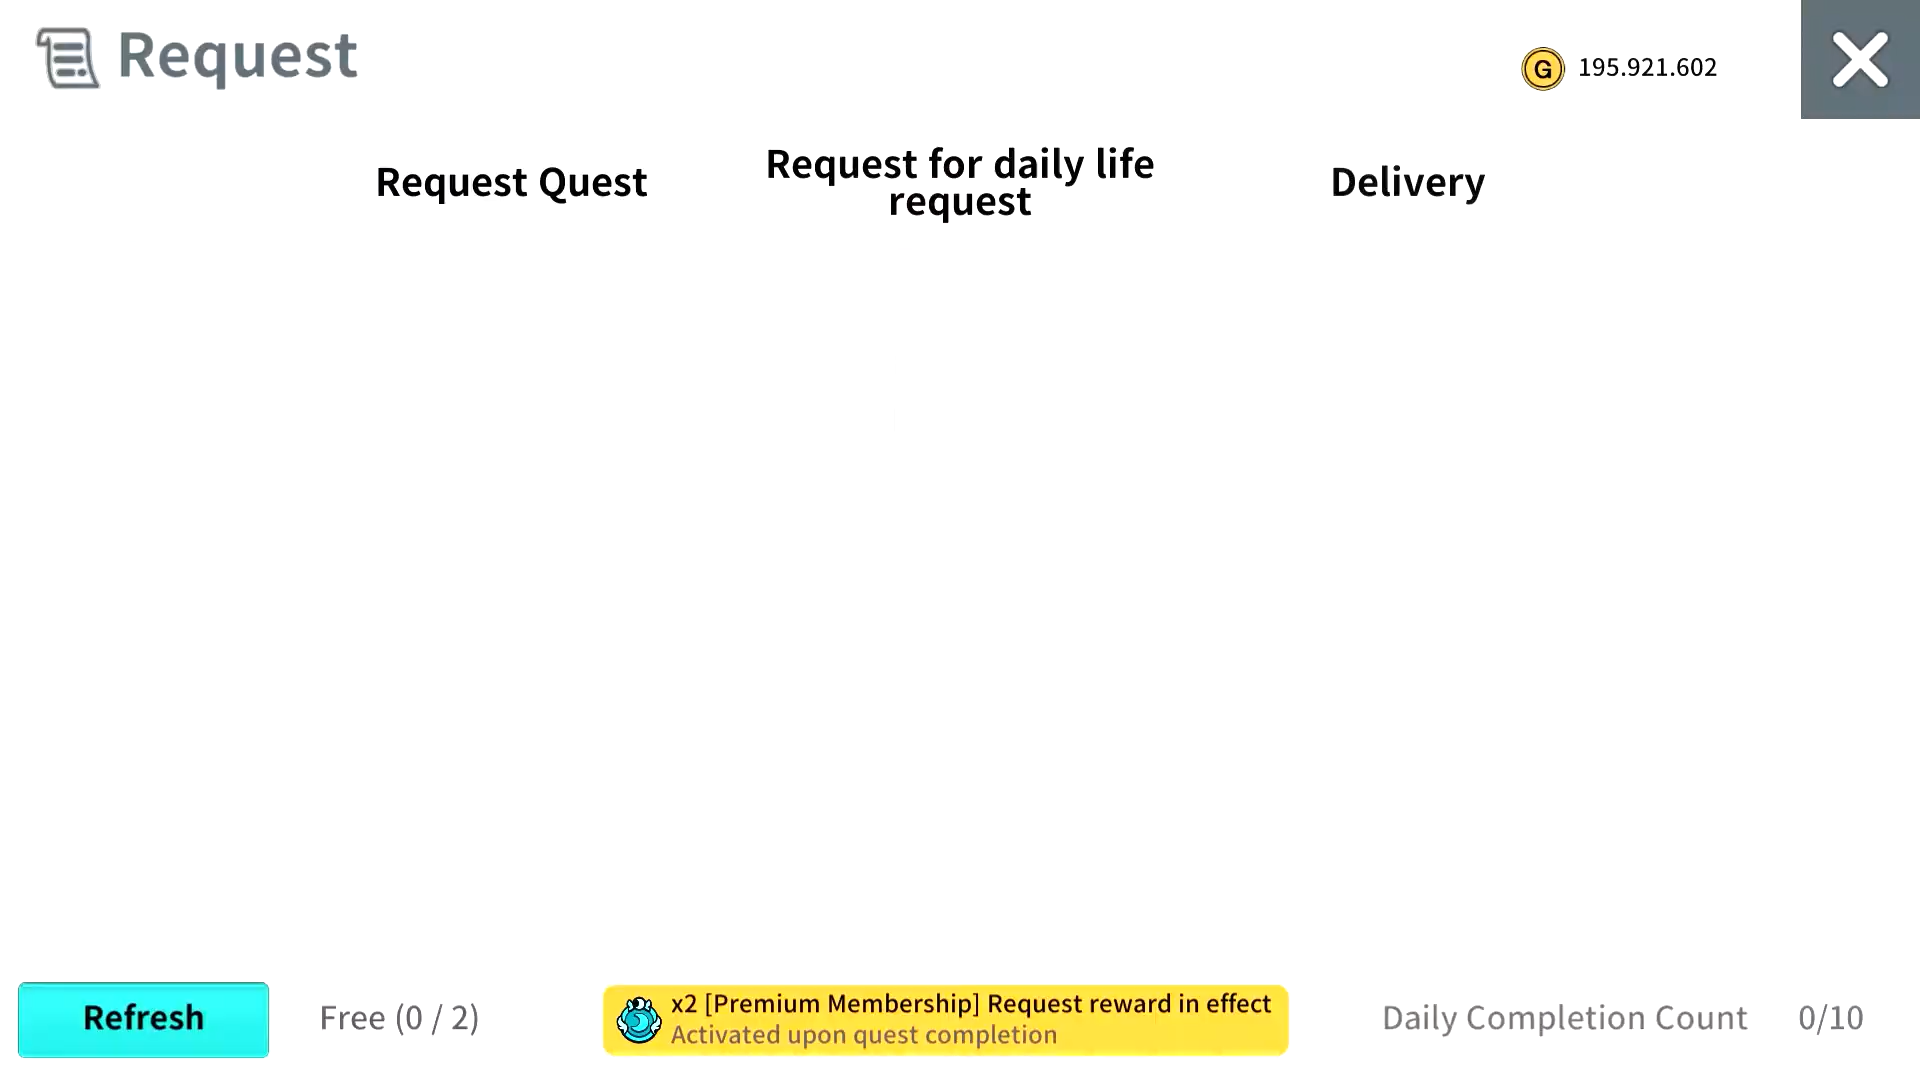 Request
G 195.921.602
Request Quest
Request for daily life
request
Delivery
Refresh
Free (0 / 2)
x2 [Premium Membership] Request reward in effect
Activated upon quest completion
Daily Completion Count 0/10